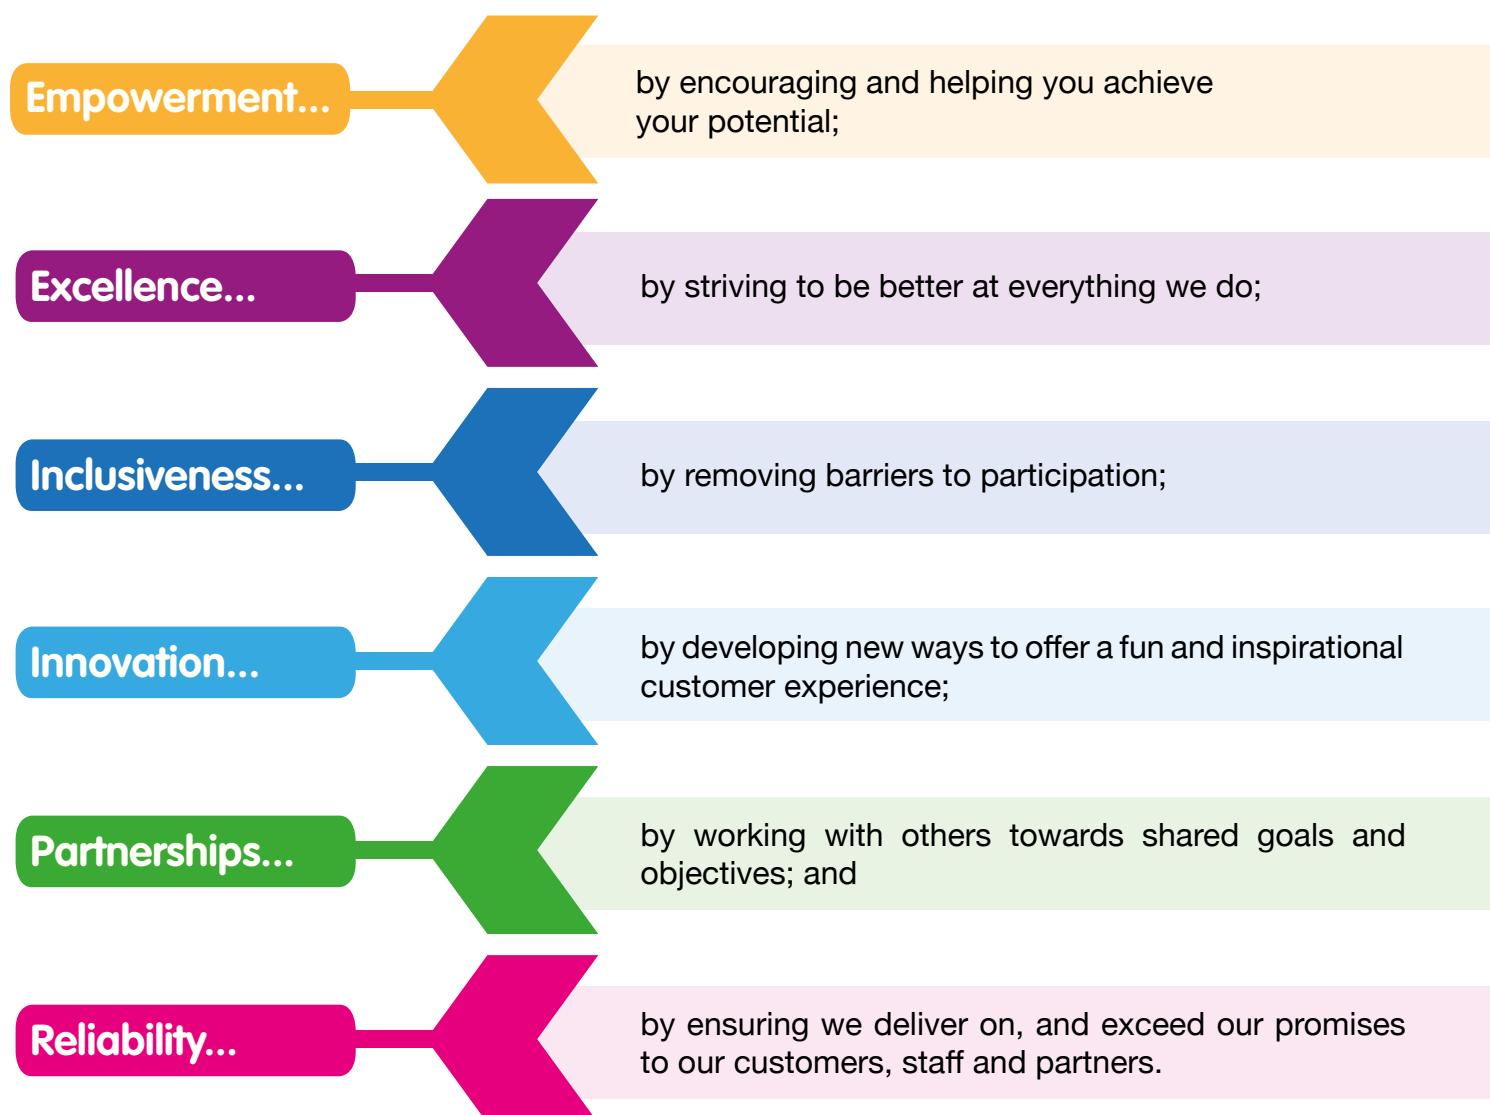 Empowerment...
by encouraging and helping you achieve
your potential;
Excellence...
by striving to be better at everything we do;
Inclusiveness...
by removing barriers to participation;
Innovation...
by developing new ways to offer a fun and inspirational
customer experience;
Partnerships...
by working with others towards shared goals and
objectives; and
Reliability...
by ensuring we deliver on, and exceed our promises
to our customers, staff and partners.